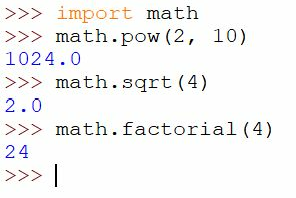 >>> import math
>>> math.pow(2, 10)
1024.0
>>> math.sqrt(4)
2.0
>>> math.factorial(4)
24
>>>